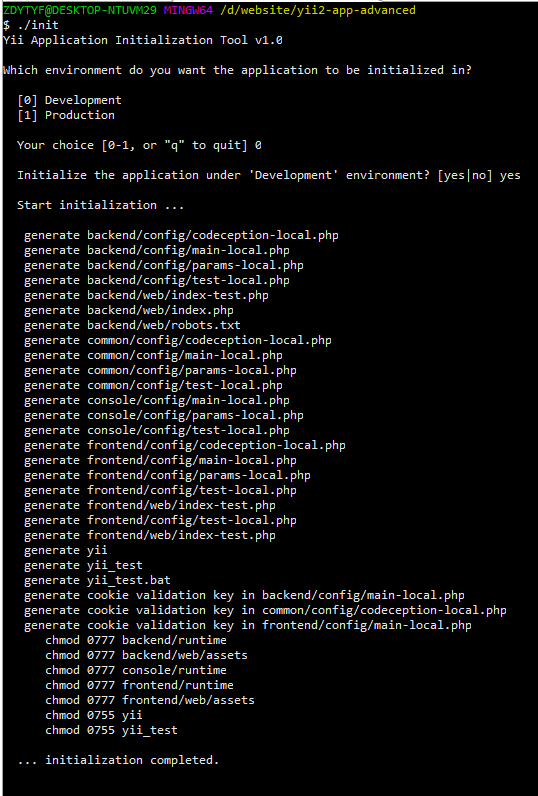 ZDYTYF@DESKTOP-NTUVM29 MINGW64 /d/website/yii2-app-advanced
$ ./init
Yii Application Initialization Tool v1.0
Which environment do you want the application to be initialized in?
[0] Development
[1] Production
Your choice [0-1, or "q" to quit] 0
Initialize the application under 'Development' environment? [yes|no] yes
Start initialization ...
generate backend/config/codeception-local.php
generate backend/config/main-local.php
generate backend/config/params-local.php
generate backend/config/test-local.php
generate backend/web/index-test.php
generate backend/web/index.php
generate backend/web/robots.txt
generate common/config/codeception-local.php
generate common/config/main-local.php
generate common/config/params-local.php
generate common/config/test-local.php
generate console/config/main-local.php
generate console/config/params-local.php
generate console/config/test-local.php
generate frontend/config/codeception-local.php
generate frontend/config/main-local.php
generate frontend/config/params-local.php
generate frontend/config/test-local.php
generate frontend/web/index-test.php
generate frontend/config/test-local.php
generate frontend/web/index-test.php
generate yii
generate yii_test
generate yii_test.bat
generate cookie validation key in backend/config/main-local.php
generate cookie validation key in common/config/codeception-local.php
generate cookie validation key in frontend/config/main-local.php
chmod 0777 backend/runtime
chmod 0777 backend/web/assets
chmod 0777 console/runtime
chmod 0777 frontend/runtime
chmod 0777 frontend/web/assets
chmod 0755 yii
chmod 0755 yii_test
... initialization completed.